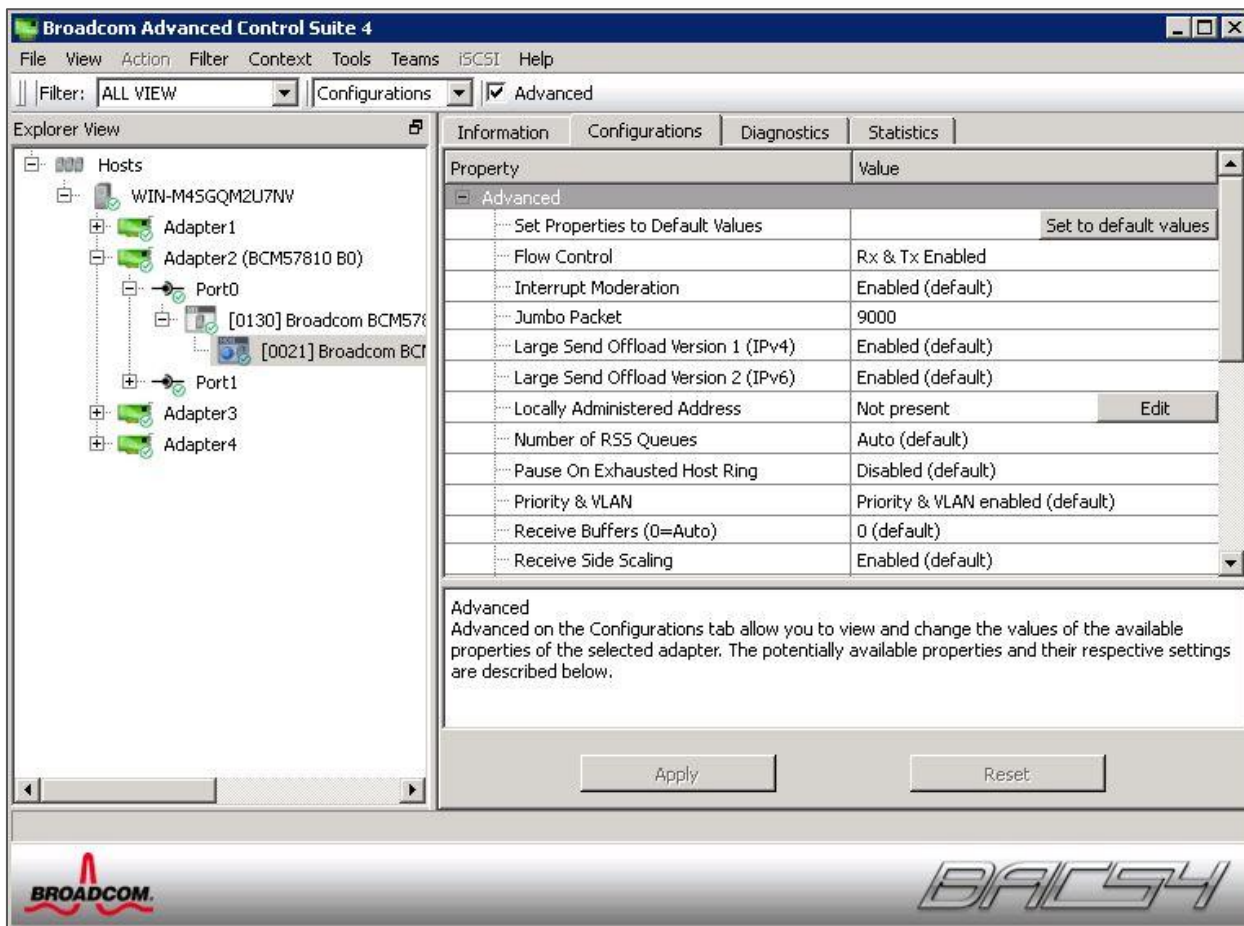 Broadcom Advanced Control Suite 4
File View Action Filter Context Tools Teams iSCSI Help
Filter: ALL VIEW Configurations Advanced
Explorer View
Hosts
WIN-M45GQM2U7NV
Adapter1
Adapter2 (BCM57810 B0)
Port0
[0130] Broadcom BCM578
[0021] Broadcom BCM
Port1
Adapter3
Adapter4
Information Configurations Diagnostics Statistics
Property Value
Advanced
Set Properties to Default Values Set to default values
Flow Control Rx & Tx Enabled
Interrupt Moderation Enabled (default)
Jumbo Packet 9000
Large Send Offload Version 1 (IPv4) Enabled (default)
Large Send Offload Version 2 (IPv6) Enabled (default)
Locally Administered Address Not present Edit
Number of RSS Queues Auto (default)
Pause On Exhausted Host Ring Disabled (default)
Priority & VLAN Priority & VLAN enabled (default)
Receive Buffers (0=Auto) 0 (default)
Receive Side Scaling Enabled (default)
Advanced
Advanced on the Configurations tab allow you to view and change the values of the available
properties of the selected adapter. The potentially available properties and their respective settings
are described below.
Apply Reset
BROADCOM.
BACS4